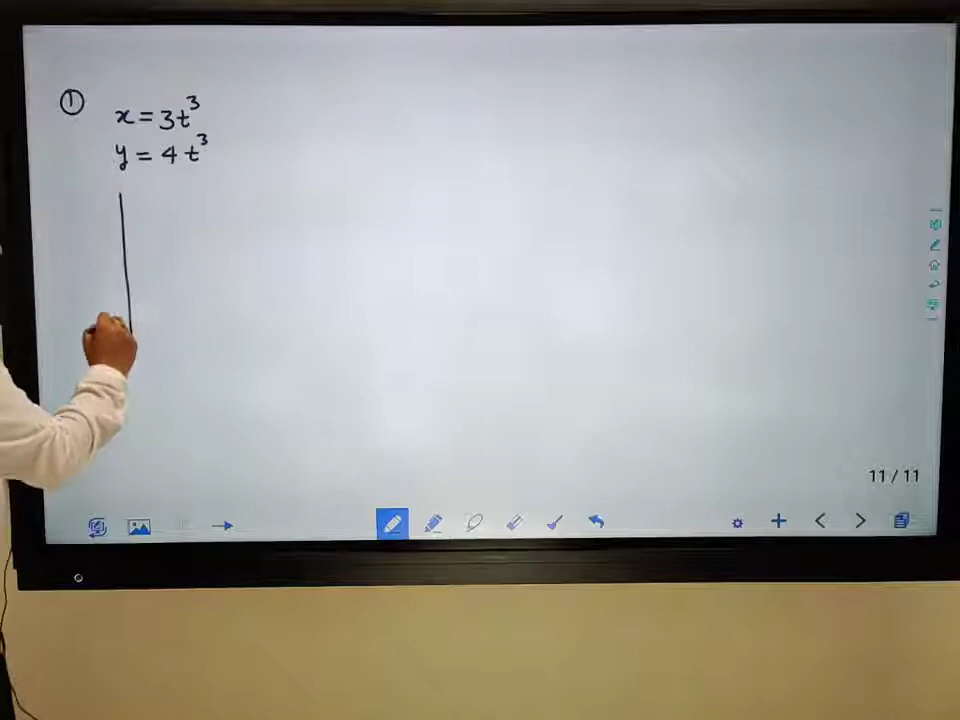 ① x = 3t³
y = 4t³
11/11